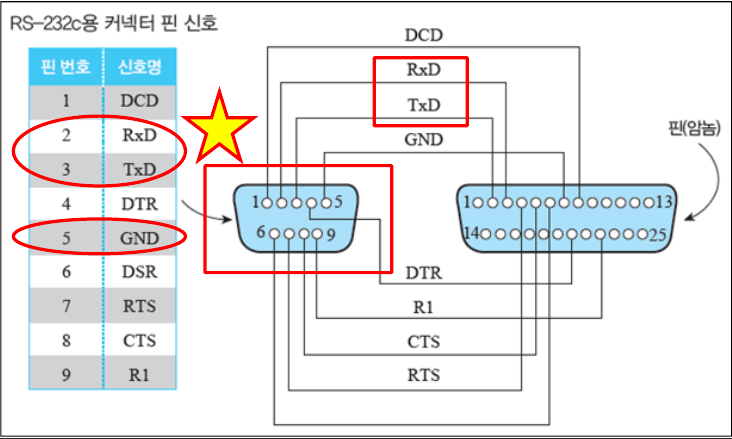 RS-232c용 커넥터 핀 신호
핀 번호 신호명
1 DCD
2 RxD
3 TxD
4 DTR
5 GND
6 DSR
7 RTS
8 CTS
9 R1
DCD
RxD
TxD
GND
핀(암놈)
1 5
6 9
1 13
14 25
DTR
R1
CTS
RTS